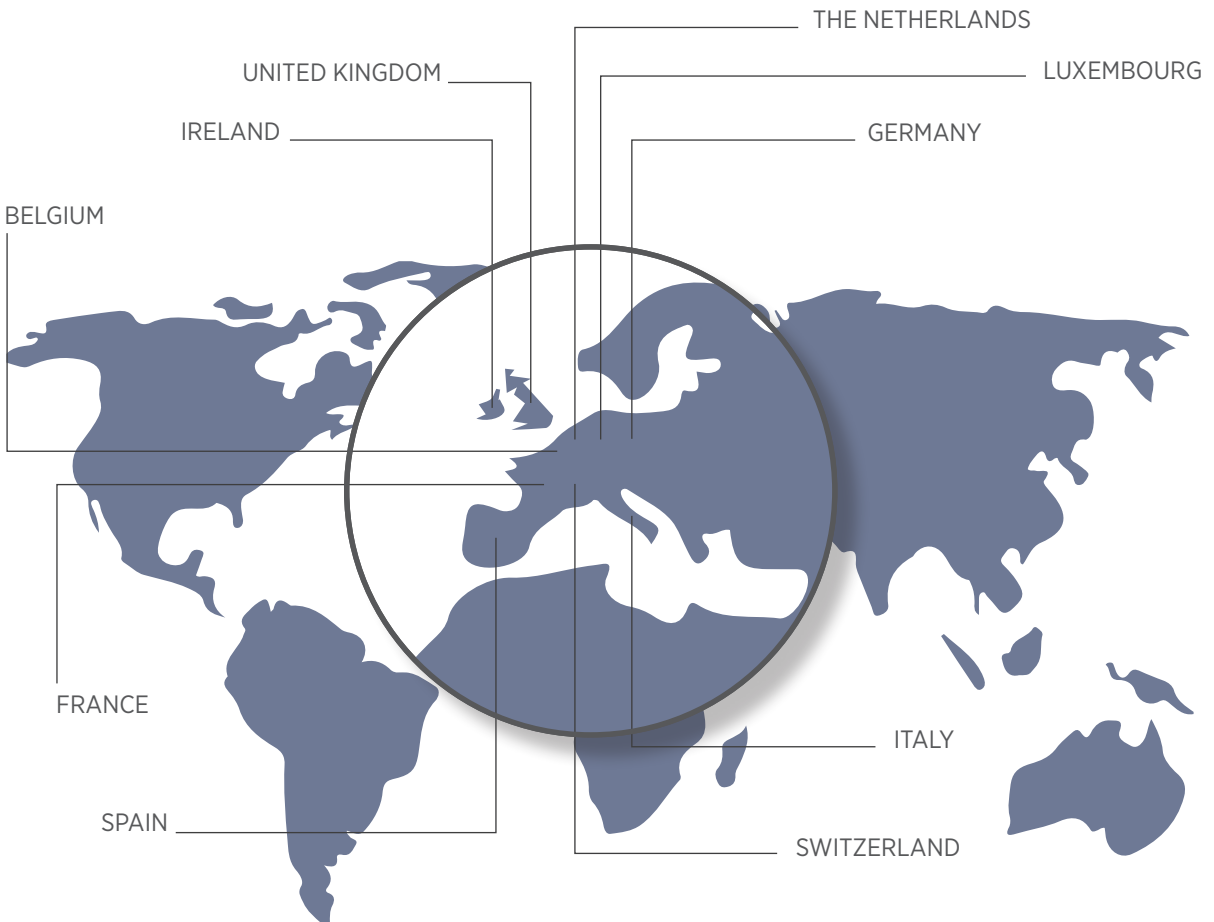 THE NETHERLANDS
UNITED KINGDOM
LUXEMBOURG
IRELAND
GERMANY
BELGIUM
FRANCE
ITALY
SPAIN
SWITZERLAND